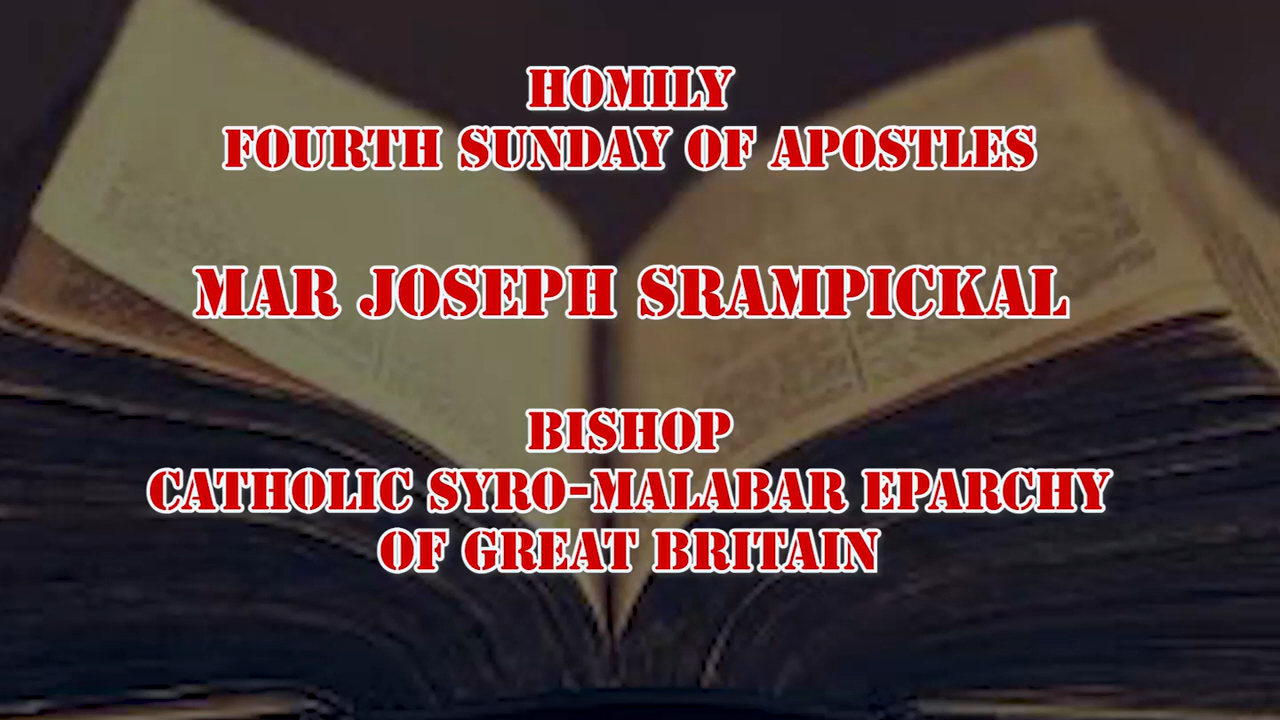 HOMILY
FOURTH SUNDAY OF APOSTLES
MAR JOSEPH SRAMPICKAL
BISHOP
CATHOLIC SYRO-MALABAR EPARCHY
OF GREAT BRITAIN